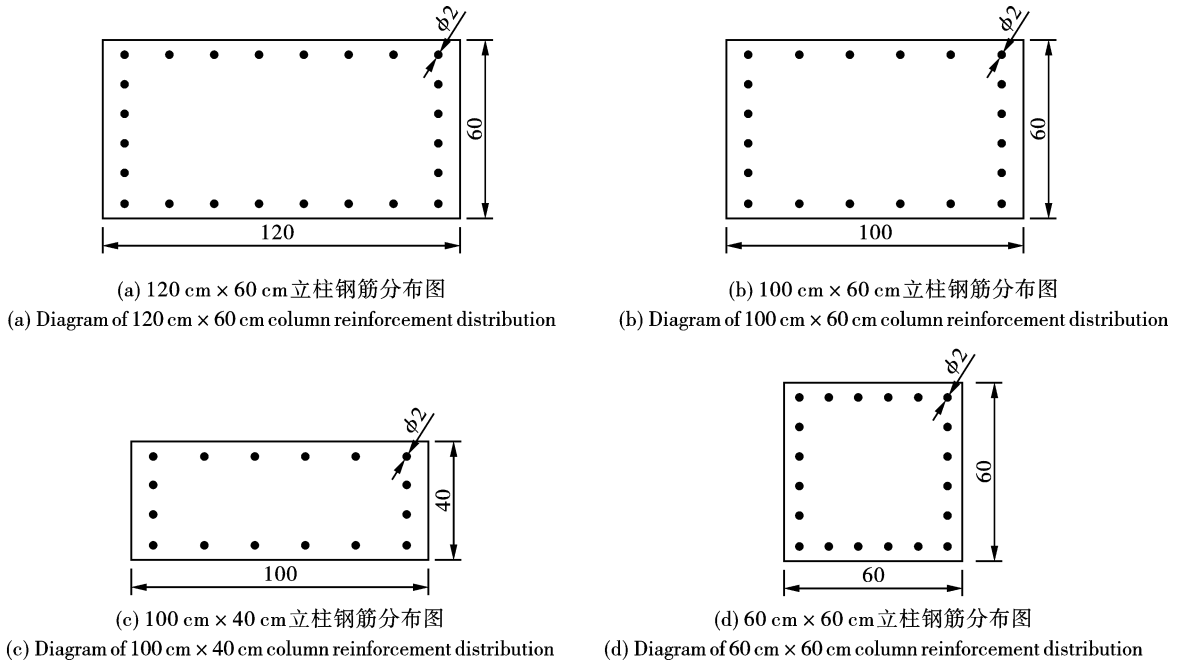 ϕ2
60
120
(a) 120 cm × 60 cm立柱钢筋分布图
(a) Diagram of 120 cm × 60 cm column reinforcement distribution
ϕ2
60
100
(b) 100 cm × 60 cm立柱钢筋分布图
(b) Diagram of 100 cm × 60 cm column reinforcement distribution
ϕ2
40
100
(c) 100 cm × 40 cm立柱钢筋分布图
(c) Diagram of 100 cm × 40 cm column reinforcement distribution
ϕ2
60
60
(d) 60 cm × 60 cm立柱钢筋分布图
(d) Diagram of 60 cm × 60 cm column reinforcement distribution